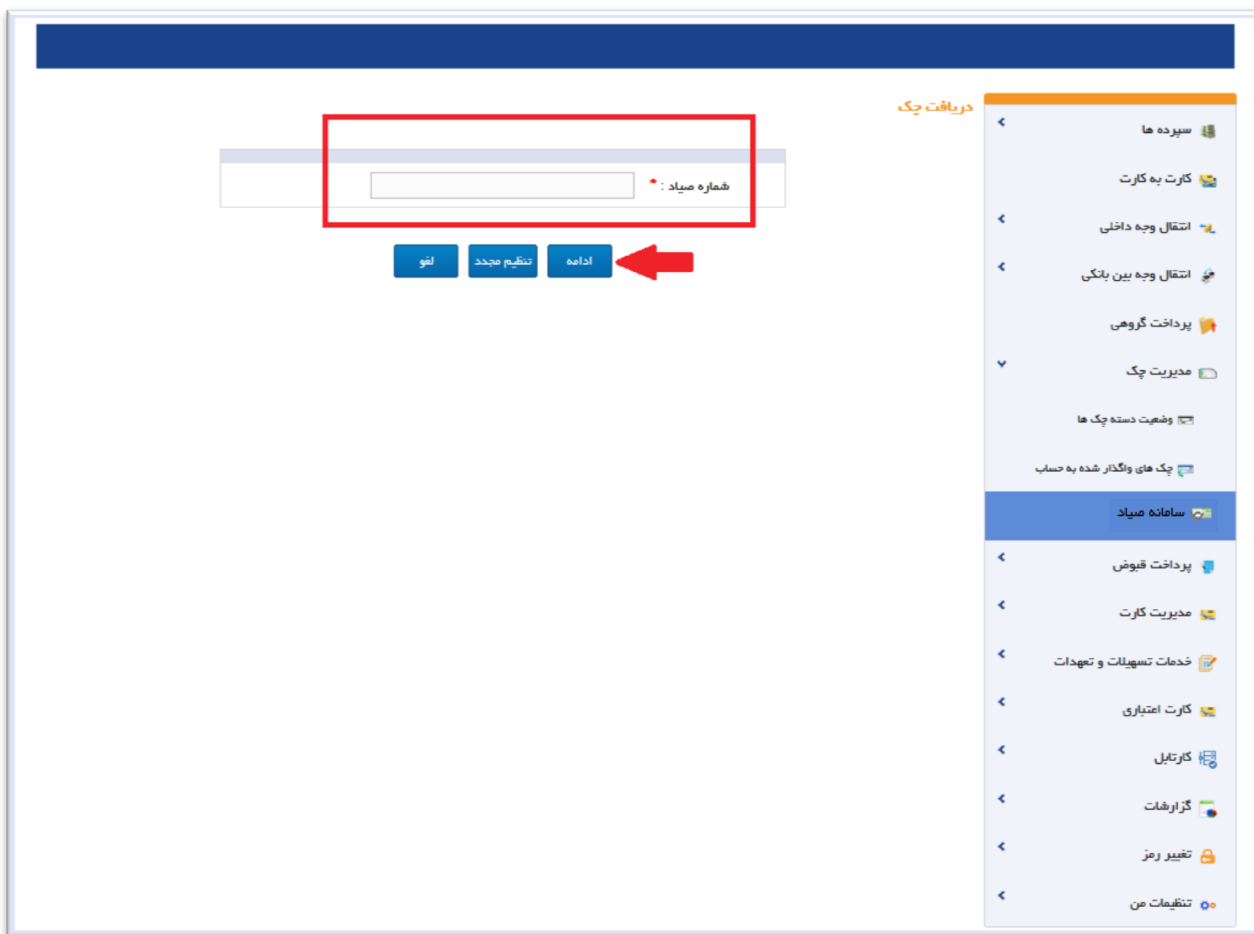 دریافت چک
شماره صیاد : *
ادامه
تنظیم مجدد
لغو
سپرده ها
کارت به کارت
انتقال وجه داخلی
انتقال وجه بین بانکی
پرداخت گروهی
مدیریت چک
وضعیت دسته چک ها
چک های واگذار شده به حساب
سامانه صیاد
پرداخت قبوض
مدیریت کارت
خدمات تسهیلات و تعهدات
کارت اعتباری
کارتابل
گزارشات
تغییر رمز
تنظیمات من